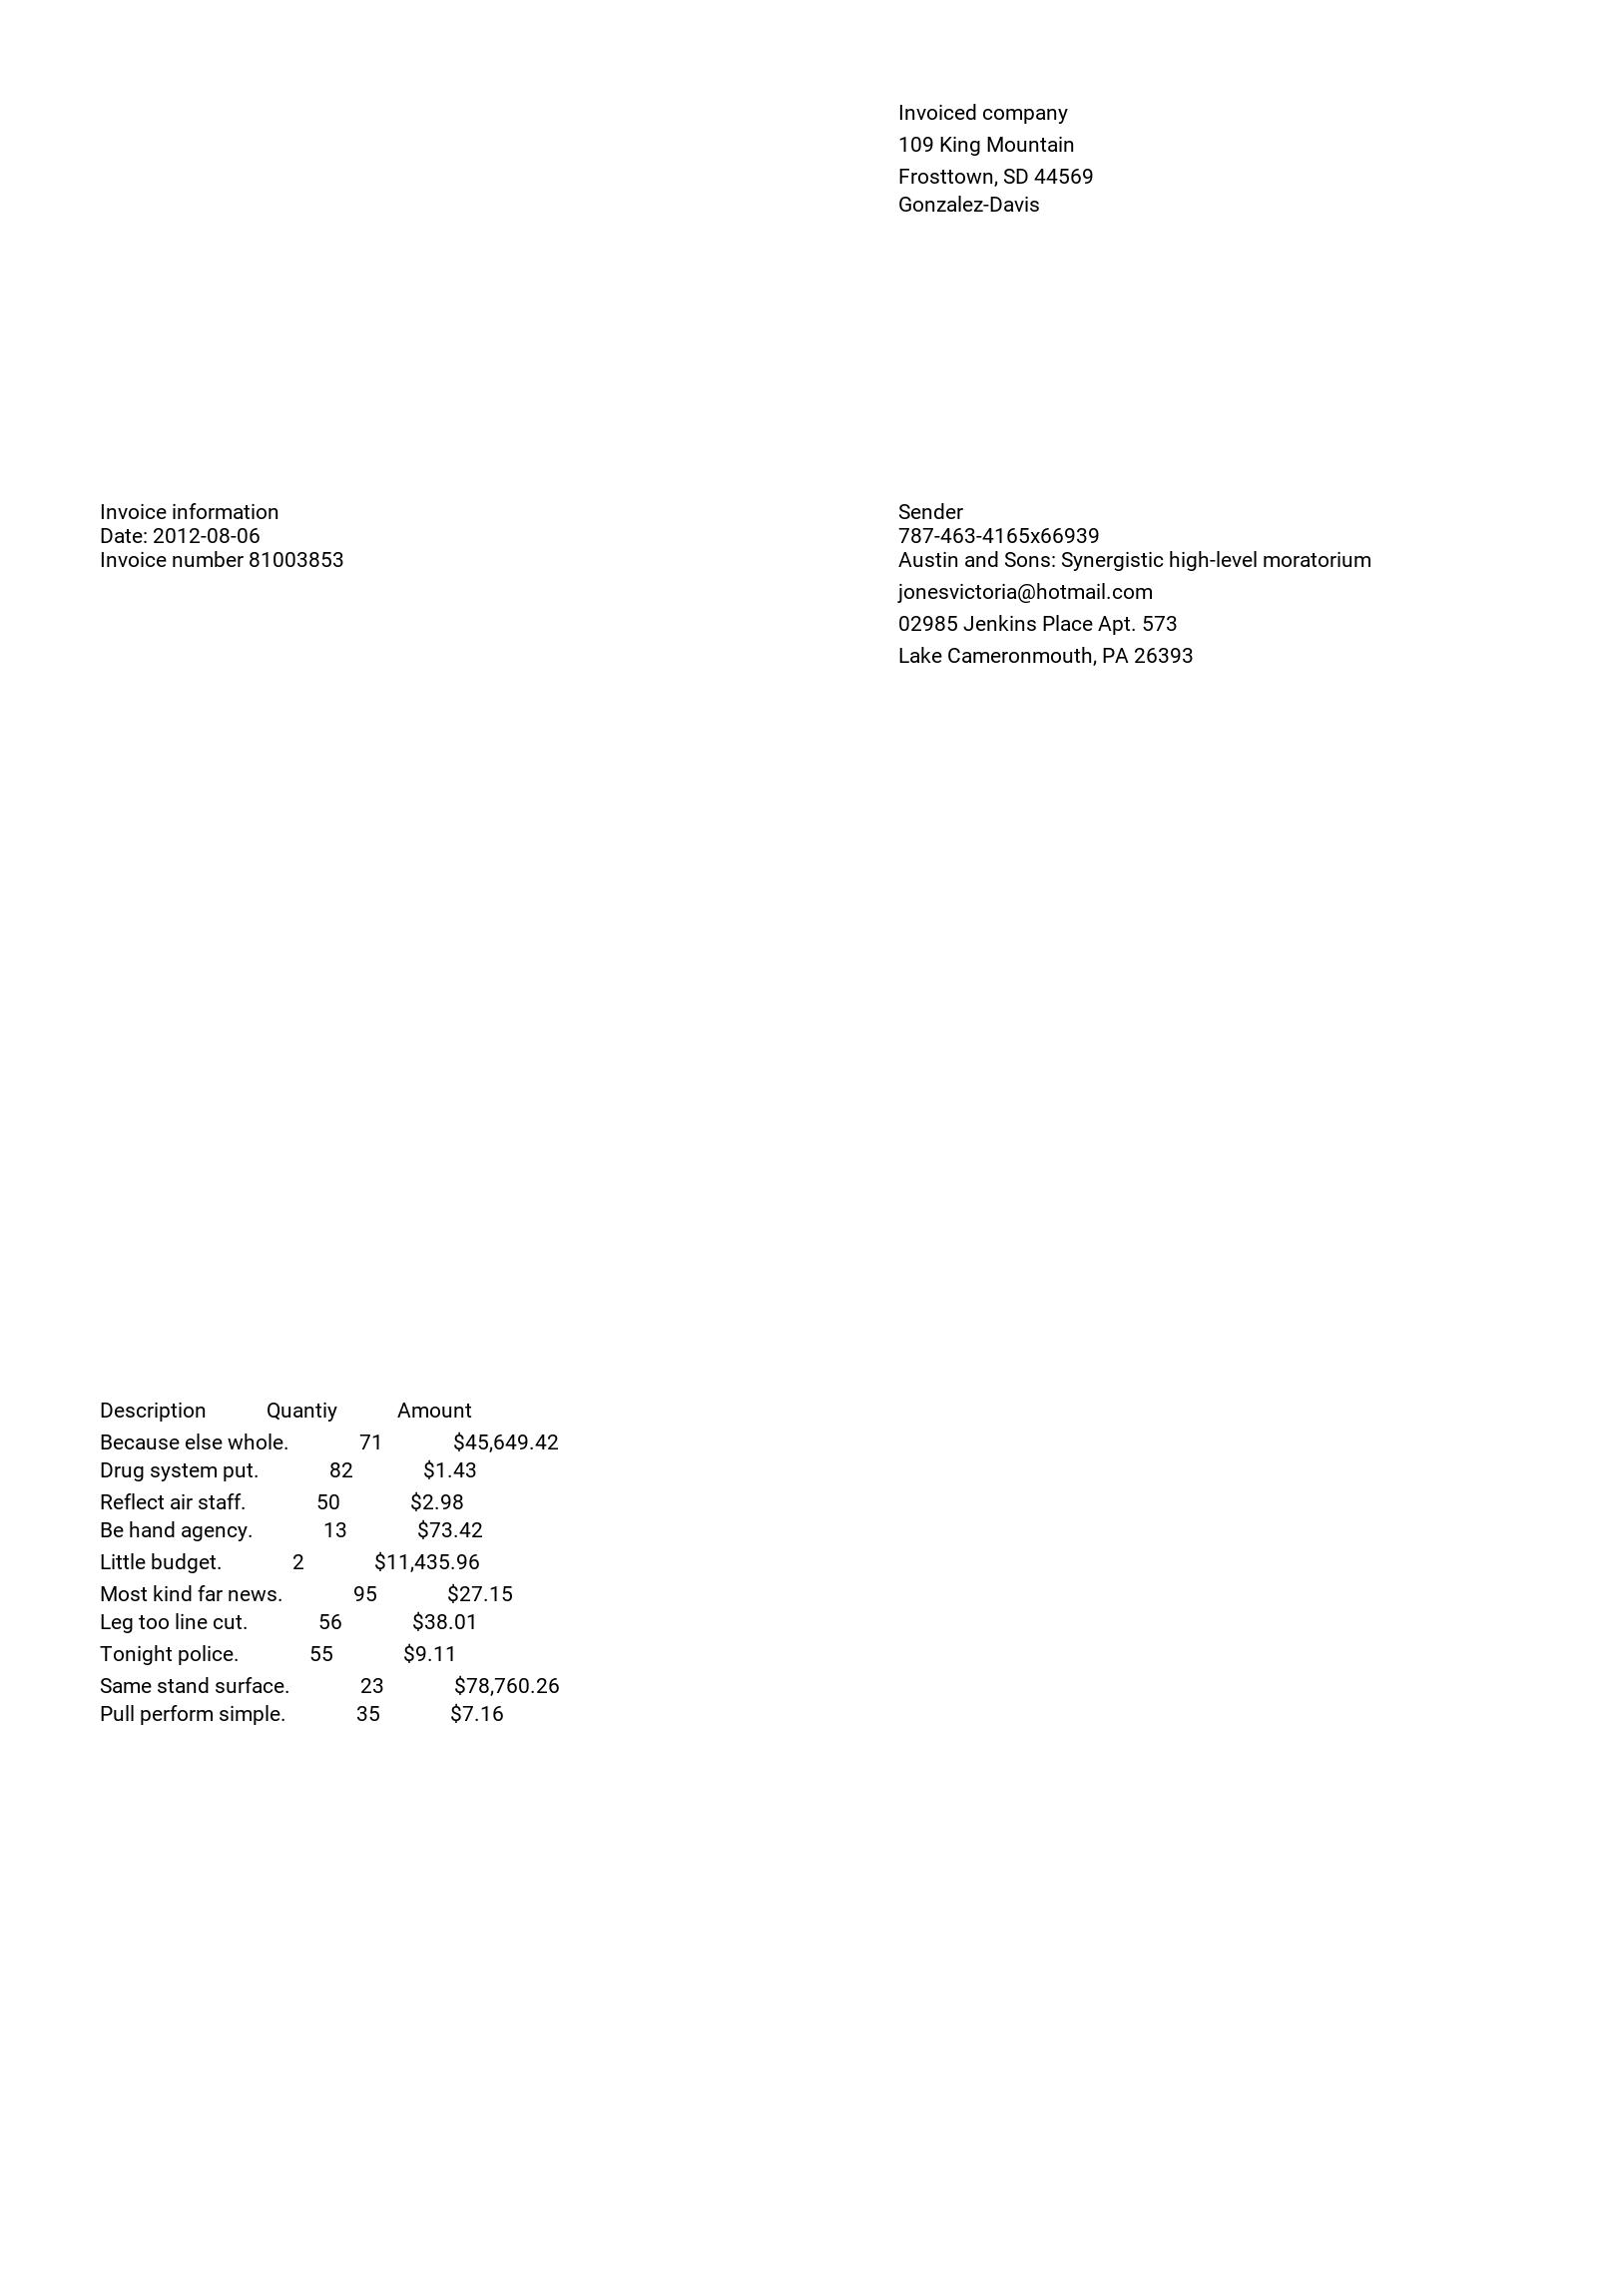 Invoiced company
109 King Mountain
Frosttown, SD 44569
Gonzalez-Davis
Invoice information
Date: 2012-08-06
Invoice number 81003853
Sender
787-463-4165x66939
Austin and Sons: Synergistic high-level moratorium
jonesvictoria@hotmail.com
02985 Jenkins Place Apt. 573
Lake Cameronmouth, PA 26393
Description Quantiy Amount
Because else whole. 71 $45,649.42
Drug system put. 82 $1.43
Reflect air staff. 50 $2.98
Be hand agency. 13 $73.42
Little budget. 2 $11,435.96
Most kind far news. 95 $27.15
Leg too line cut. 56 $38.01
Tonight police. 55 $9.11
Same stand surface. 23 $78,760.26
Pull perform simple. 35 $7.16